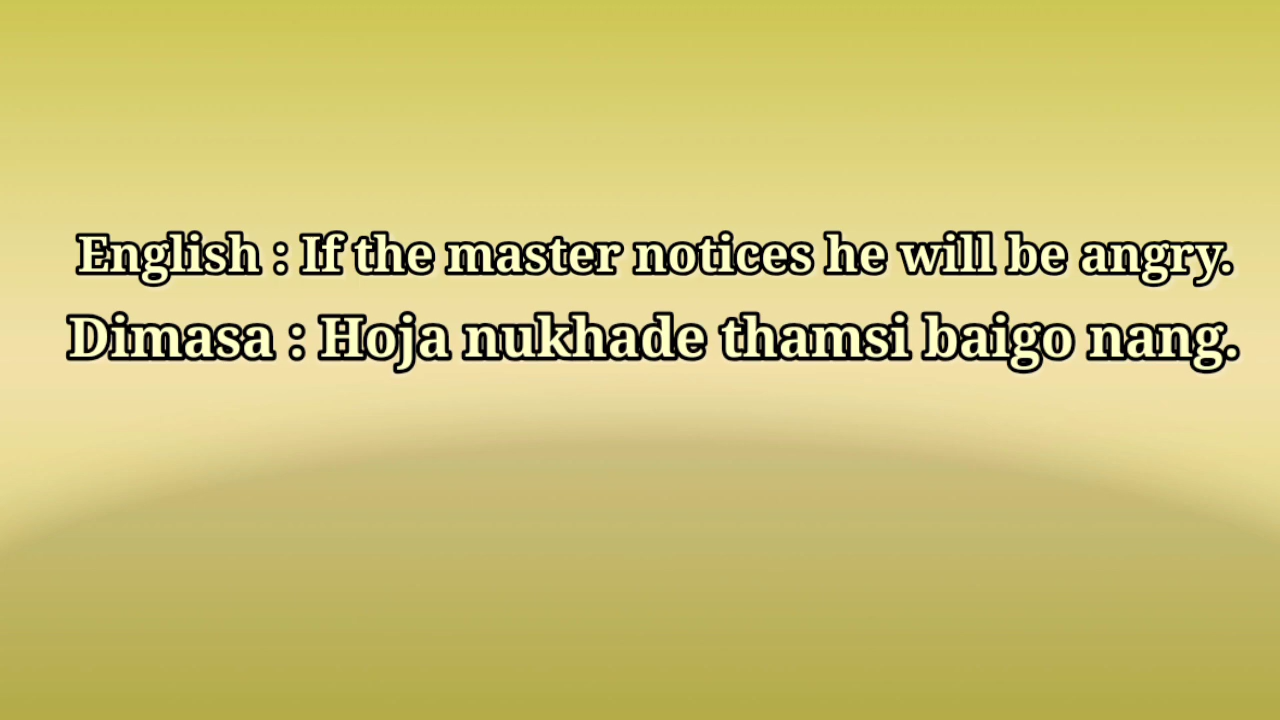 English : If the master notices he will be angry.
Dimasa : Hoja nukhade thamsi baigo nang.